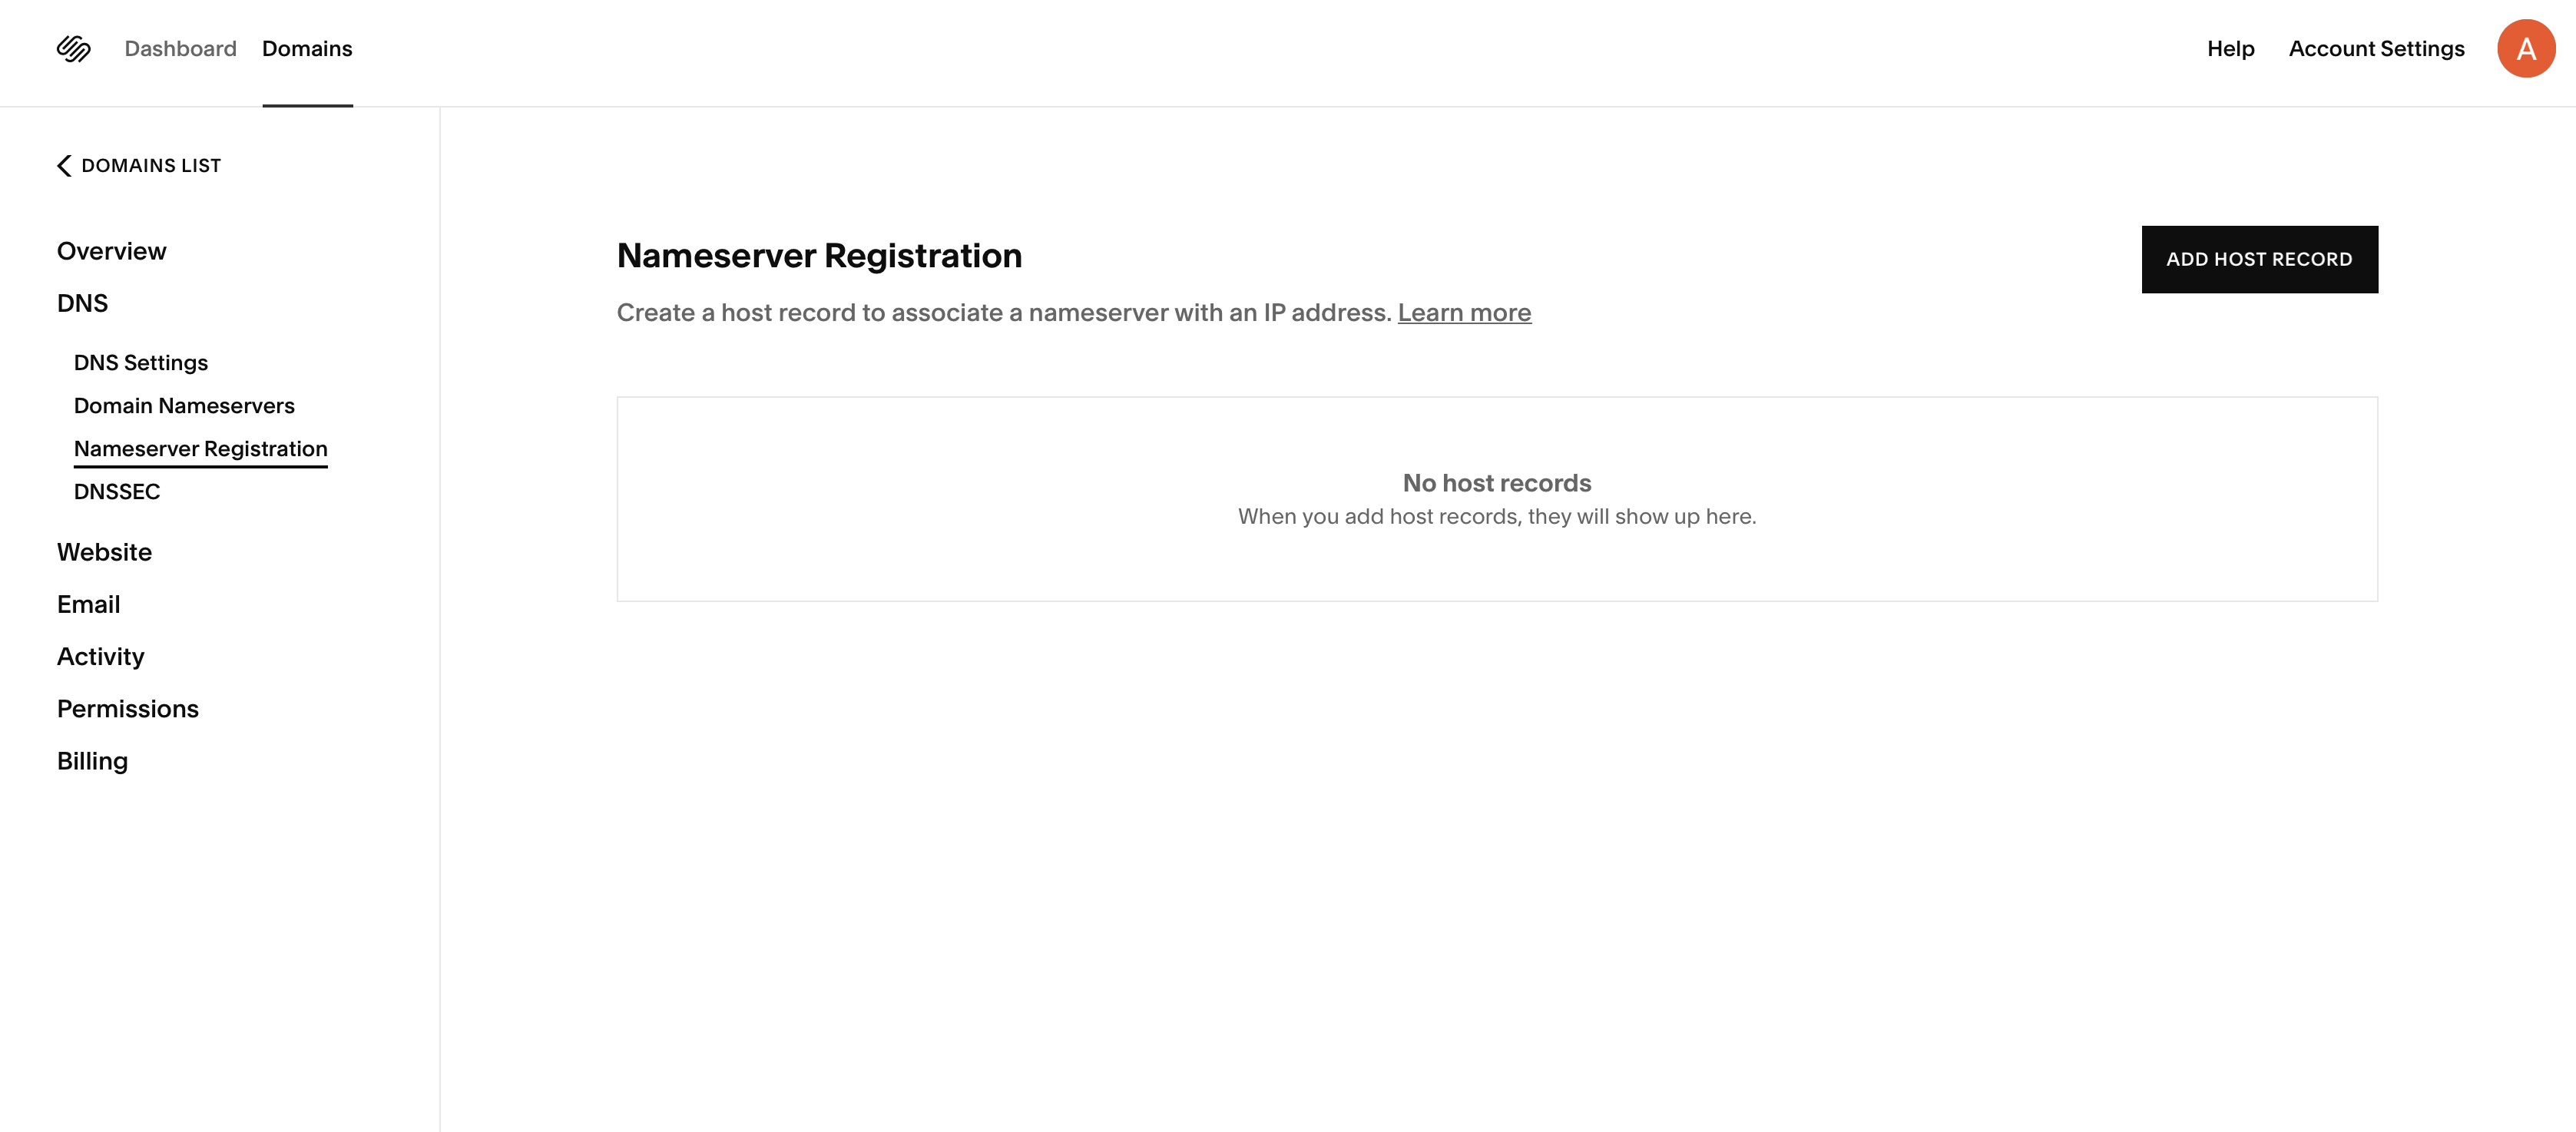 Dashboard Domains Help Account Settings A
DOMAINS LIST
Overview
DNS
DNS Settings
Domain Nameservers
Nameserver Registration
DNSSEC
Website
Email
Activity
Permissions
Billing
Nameserver Registration
ADD HOST RECORD
Create a host record to associate a nameserver with an IP address. Learn more
No host records
When you add host records, they will show up here.